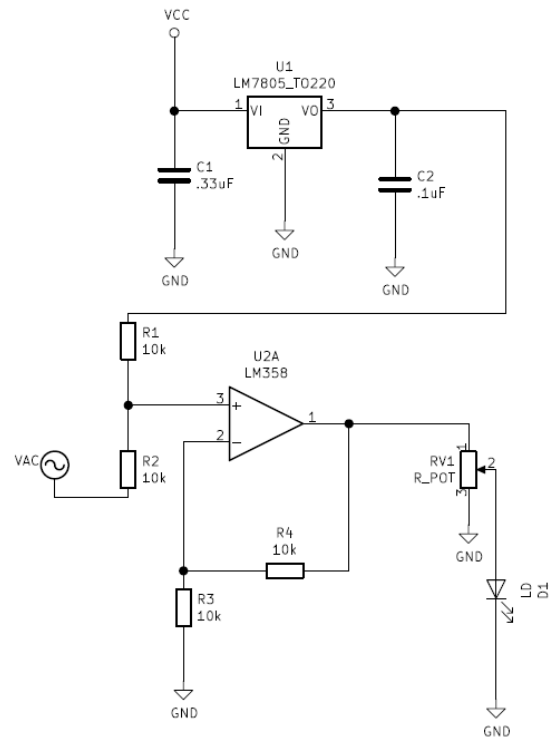 VCC
U1
LM7805_TO220
1 VI VO 3
GND
2
C1
.33uF
C2
.1uF
GND
GND
GND
R1
10k
U2A
LM358
3 +
1
2 −
VAC
R2
10k
1
RV1
R_POT
2
3
R4
10k
GND
R3
10k
LD
D1
GND
GND